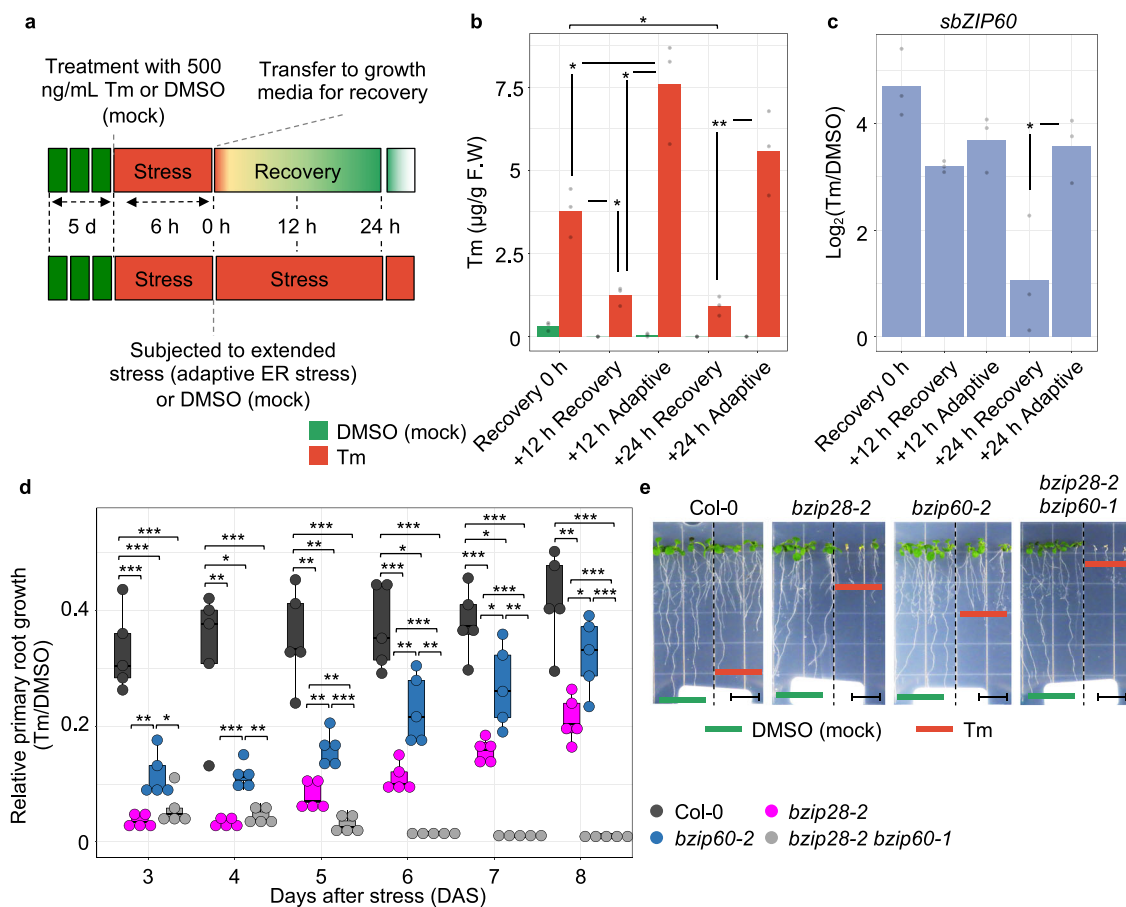 a
Treatment with 500
ng/mL Tm or DMSO
(mock)
Transfer to growth
media for recovery
Stress
Recovery
5 d
6 h
0 h
12 h
24 h
Stress
Stress
Subjected to extended
stress (adaptive ER stress)
or DMSO (mock)
DMSO (mock)
Tm
b
Tm (µg/g F.W)
7.5
5
2.5
0
*
*
*
*
**
Recovery 0 h
+12 h Recovery
+12 h Adaptive
+24 h Recovery
+24 h Adaptive
c
sbZIP60
Log2(Tm/DMSO)
4
2
0
*
Recovery 0 h
+12 h Recovery
+12 h Adaptive
+24 h Recovery
+24 h Adaptive
d
Relative primary root growth
(Tm/DMSO)
0.4
0.2
0
***
***
***
**
*
***
*
**
***
**
***
**
**
**
**
***
***
*
***
***
**
**
***
*
***
***
*
**
***
**
***
*
***
3
4
5
6
7
8
Days after stress (DAS)
e
Col-0
bzip28-2
bzip60-2
bzip28-2
bzip60-1
DMSO (mock)
Tm
Col-0
bzip28-2
bzip60-2
bzip28-2 bzip60-1